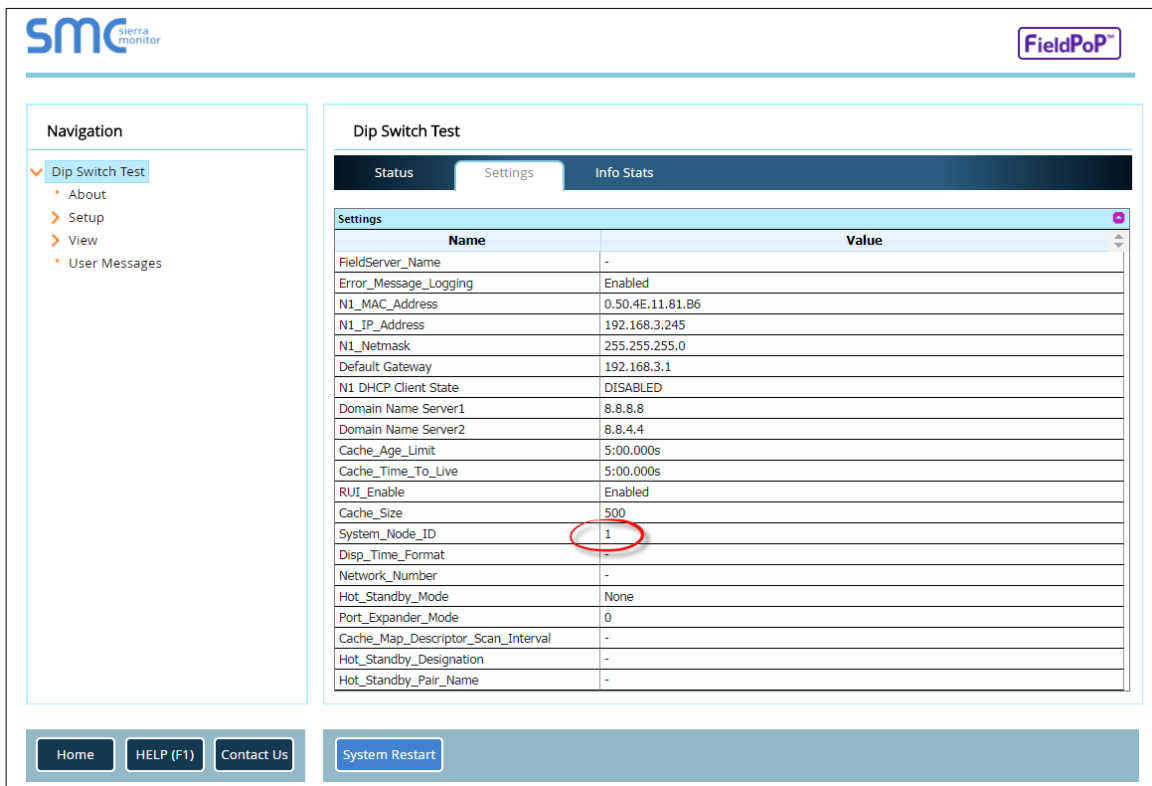 SMC sierra monitor
FieldPoP™
Navigation
Dip Switch Test
About
Setup
View
User Messages
Dip Switch Test
Status Settings Info Stats
Settings
Name Value
FieldServer_Name -
Error_Message_Logging Enabled
N1_MAC_Address 0.50.4E.11.81.B6
N1_IP_Address 192.168.3.245
N1_Netmask 255.255.255.0
Default Gateway 192.168.3.1
N1 DHCP Client State DISABLED
Domain Name Server1 8.8.8.8
Domain Name Server2 8.8.4.4
Cache_Age_Limit 5:00.000s
Cache_Time_To_Live 5:00.000s
RUI_Enable Enabled
Cache_Size 500
System_Node_ID 1
Disp_Time_Format -
Network_Number -
Hot_Standby_Mode None
Port_Expander_Mode 0
Cache_Map_Descriptor_Scan_Interval -
Hot_Standby_Designation -
Hot_Standby_Pair_Name -
Home HELP (F1) Contact Us System Restart